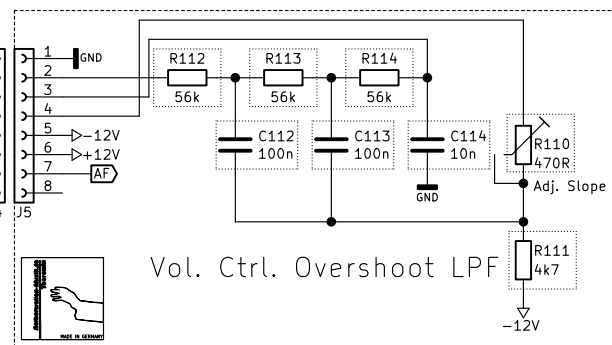 1 GND
2
3
4
5 -12V
6 +12V
7 AF
8
J5
R112
56k
R113
56k
R114
56k
C112
100n
C113
100n
C114
10n
GND
R110
470R
Adj. Slope
R111
4k7
-12V
Vol. Ctrl. Overshoot LPF
MADE IN GERMANY